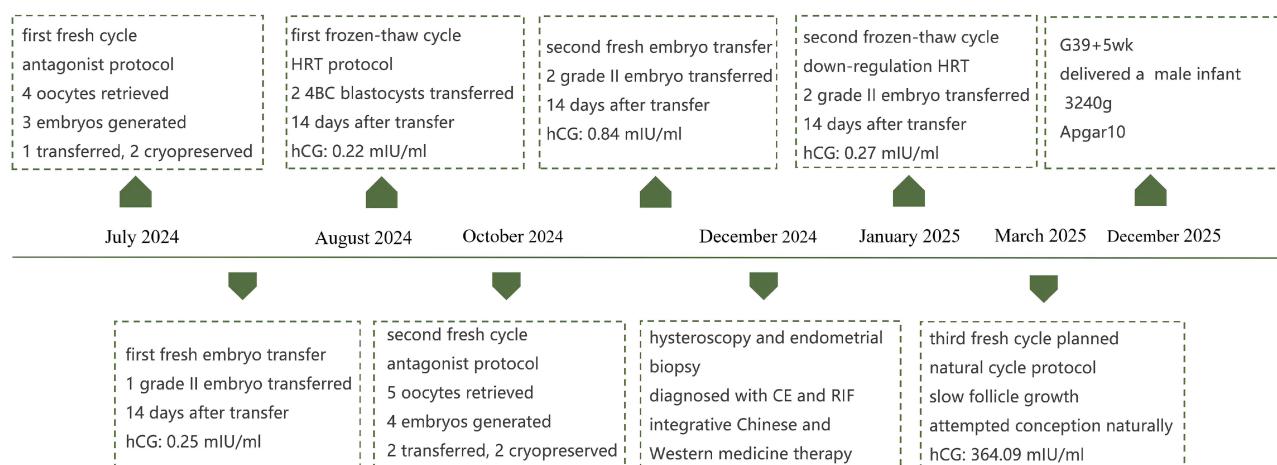 first fresh cycle
antagonist protocol
4 oocytes retrieved
3 embryos generated
1 transferred, 2 cryopreserved
first frozen-thaw cycle
HRT protocol
2 4BC blastocysts transferred
14 days after transfer
hCG: 0.22 mIU/ml
second fresh embryo transfer
2 grade II embryo transferred
14 days after transfer
hCG: 0.84 mIU/ml
second frozen-thaw cycle
down-regulation HRT
2 grade II embryo transferred
14 days after transfer
hCG: 0.27 mIU/ml
G39+5wk
delivered a male infant
3240g
Apgar10
July 2024
August 2024
October 2024
December 2024
January 2025
March 2025
December 2025
first fresh embryo transfer
1 grade II embryo transferred
14 days after transfer
hCG: 0.25 mIU/ml
second fresh cycle
antagonist protocol
5 oocytes retrieved
4 embryos generated
2 transferred, 2 cryopreserved
hysteroscopy and endometrial
biopsy
diagnosed with CE and RIF
integrative Chinese and
Western medicine therapy
third fresh cycle planned
natural cycle protocol
slow follicle growth
attempted conception naturally
hCG: 364.09 mIU/ml